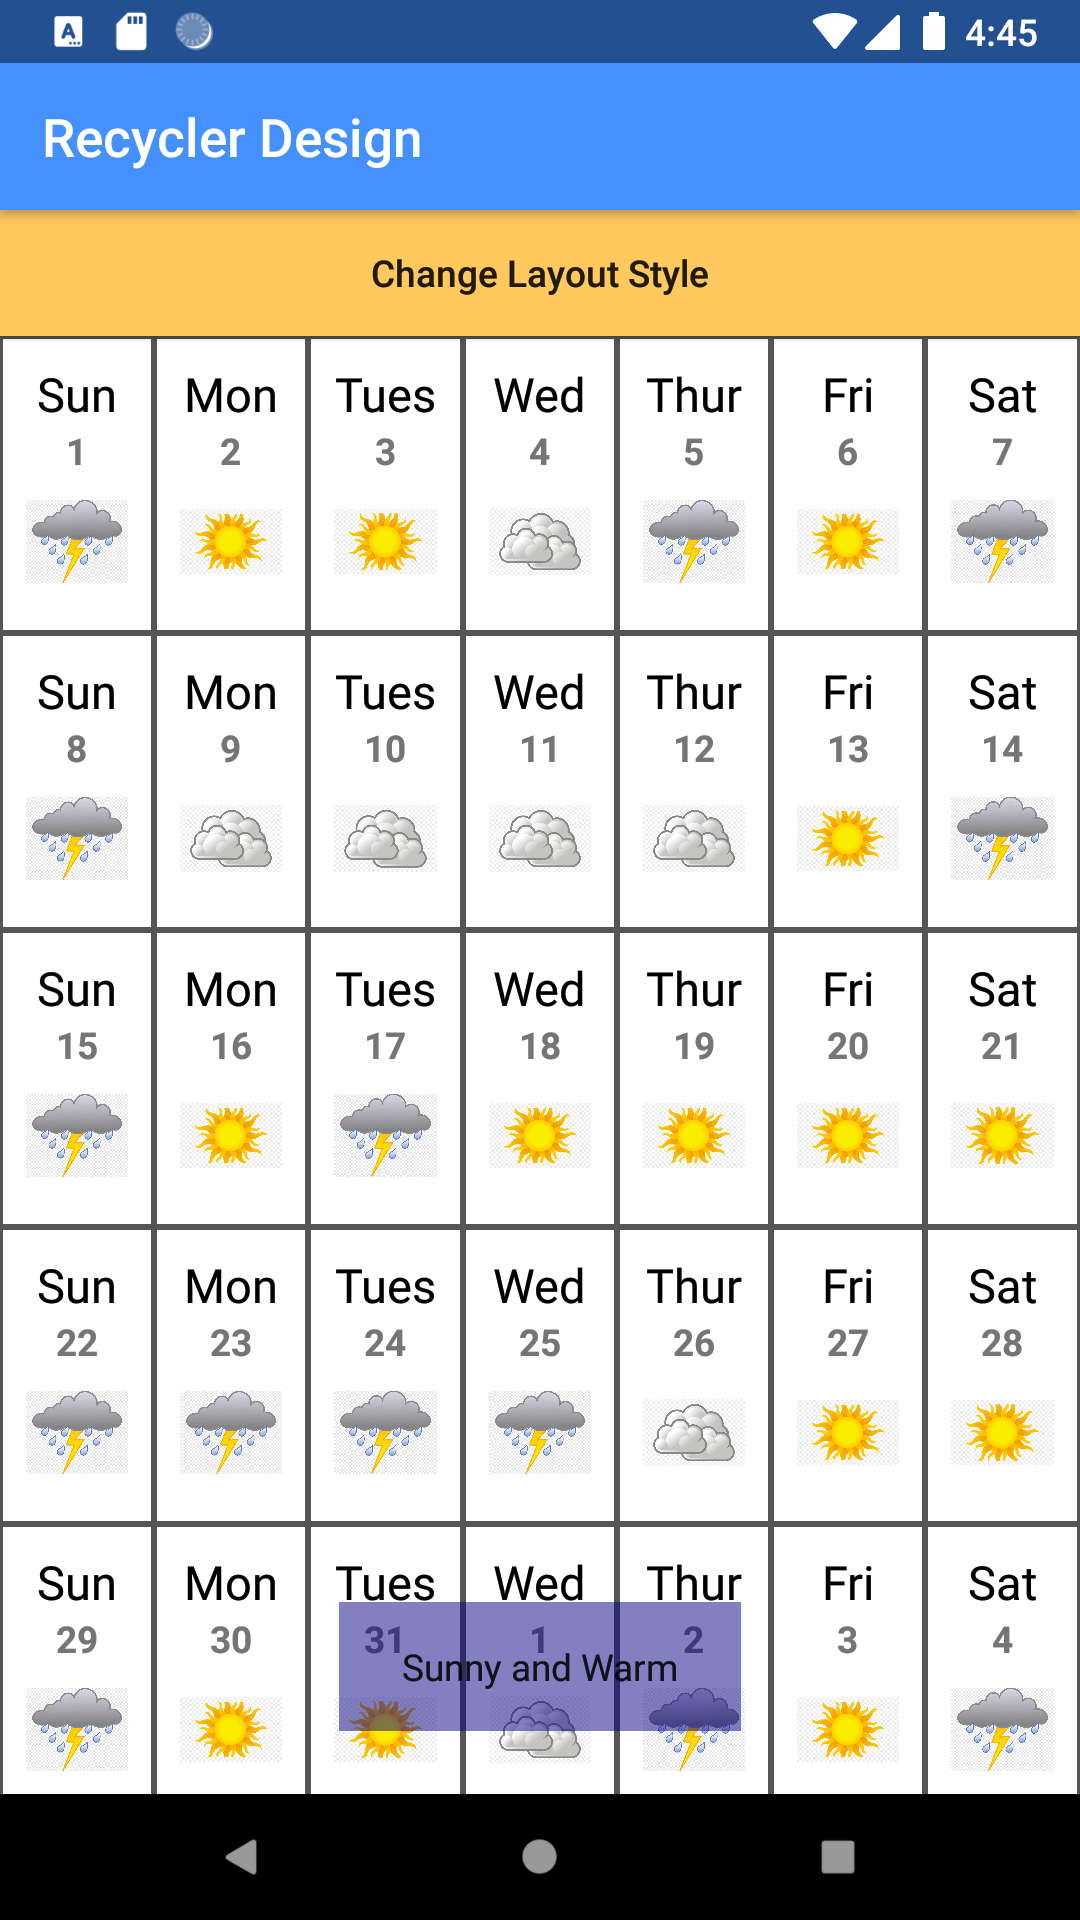 4:45
Recycler Design
Change Layout Style
Sun Mon Tues Wed Thur Fri Sat
1 2 3 4 5 6 7
Sun Mon Tues Wed Thur Fri Sat
8 9 10 11 12 13 14
Sun Mon Tues Wed Thur Fri Sat
15 16 17 18 19 20 21
Sun Mon Tues Wed Thur Fri Sat
22 23 24 25 26 27 28
Sun Mon Tues Wed Thur Fri Sat
29 30 31 1 2 3 4
Sunny and Warm